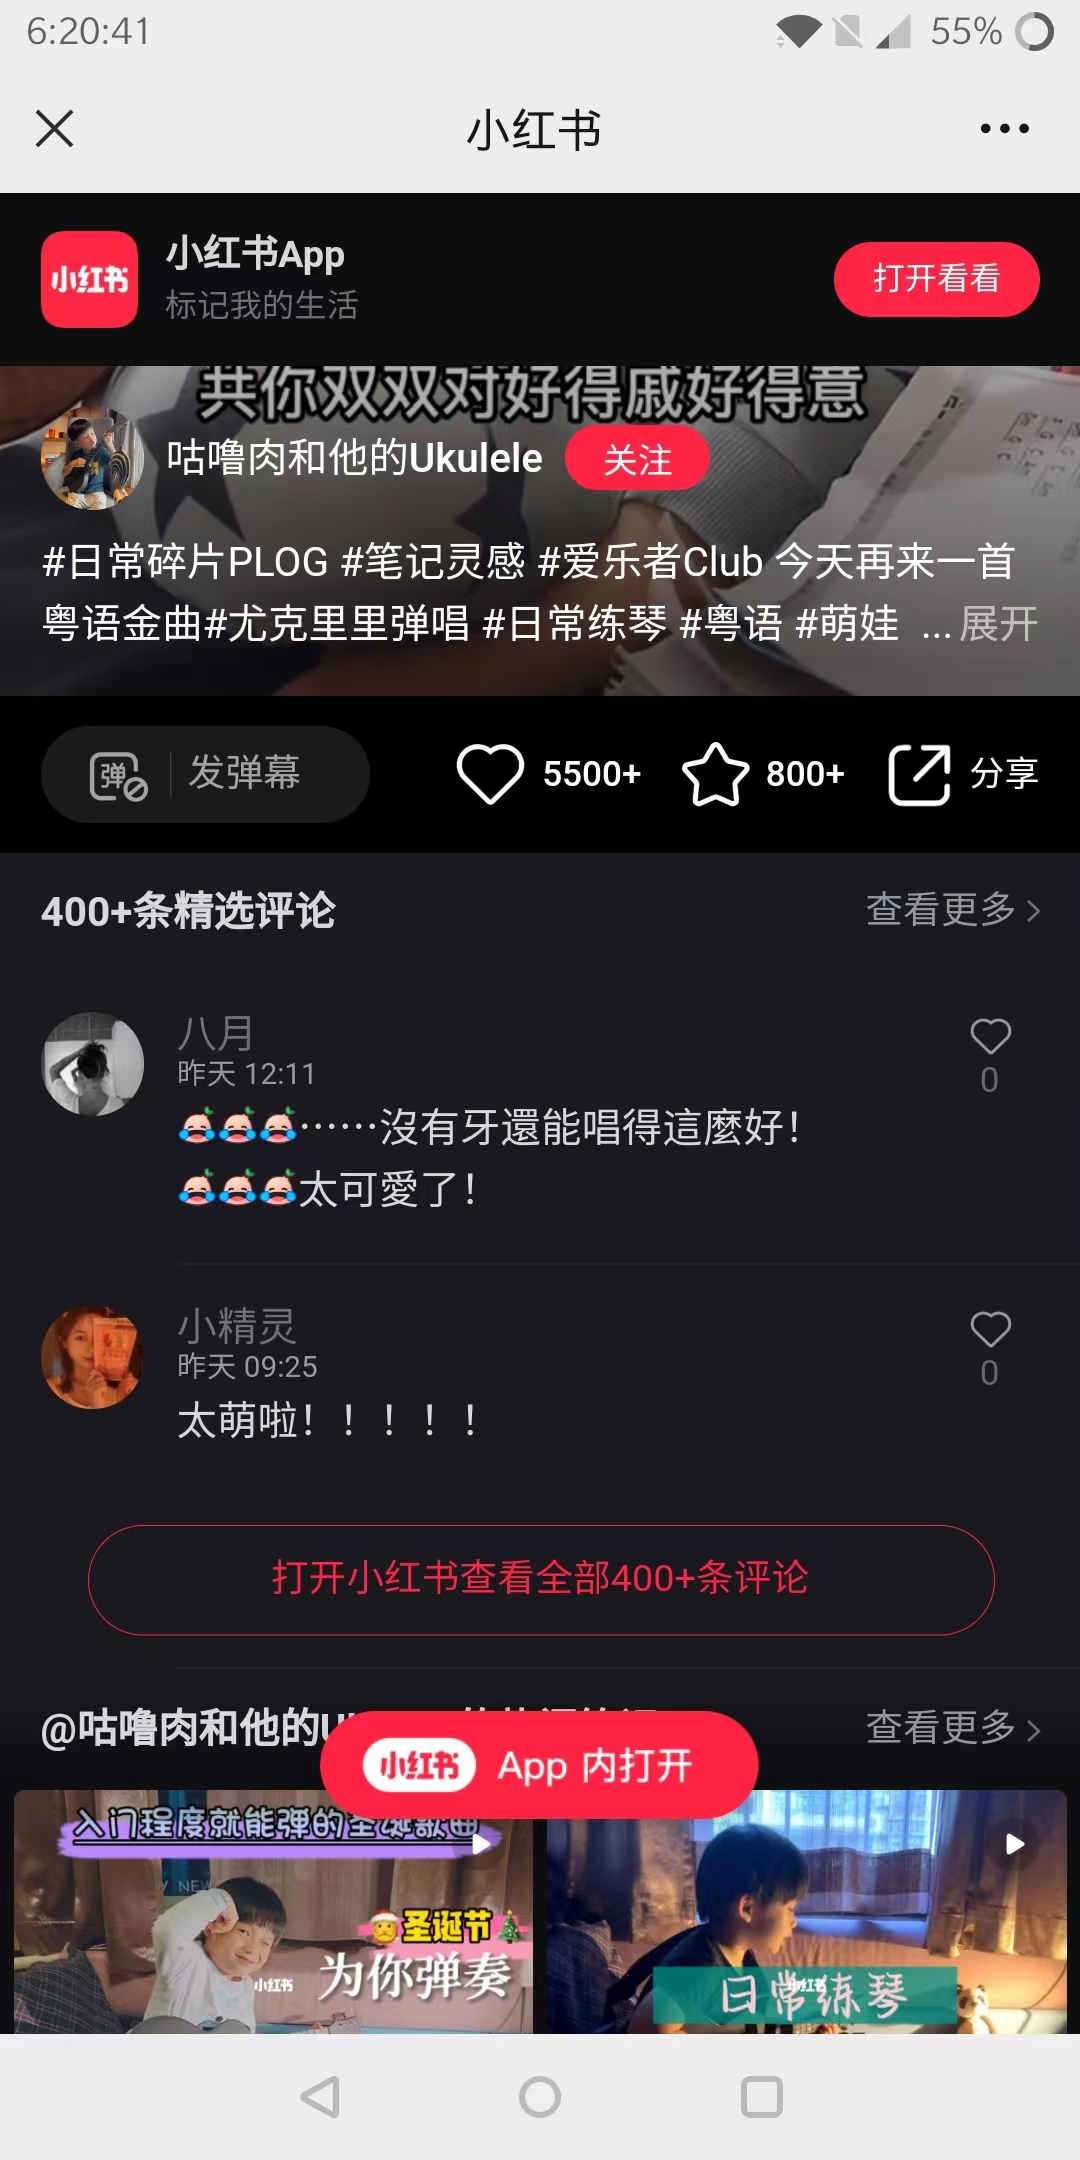 6:20:41
55%
小红书
小红书
小红书App
标记我的生活
打开看看
共你双双对好得戚好得意
咕噜肉和他的Ukulele
关注
#日常碎片PLOG #笔记灵感 #爱乐者Club 今天再来一首
粤语金曲#尤克里里弹唱 #日常练琴 #粤语 #萌娃 ... 展开
弹
发弹幕
5500+
800+
分享
400+条精选评论
查看更多
八月
昨天 12:11
0
😂😂😂……沒有牙還能唱得這麼好！
😂😂😂太可愛了！
小精灵
昨天 09:25
0
太萌啦！！！！！
打开小红书查看全部400+条评论
@咕噜肉和他的U
查看更多
小红书 App 内打开
入门程度就能弹的圣诞歌曲
NEW
圣诞节
为你弹奏
小红书
日常练琴
小红书